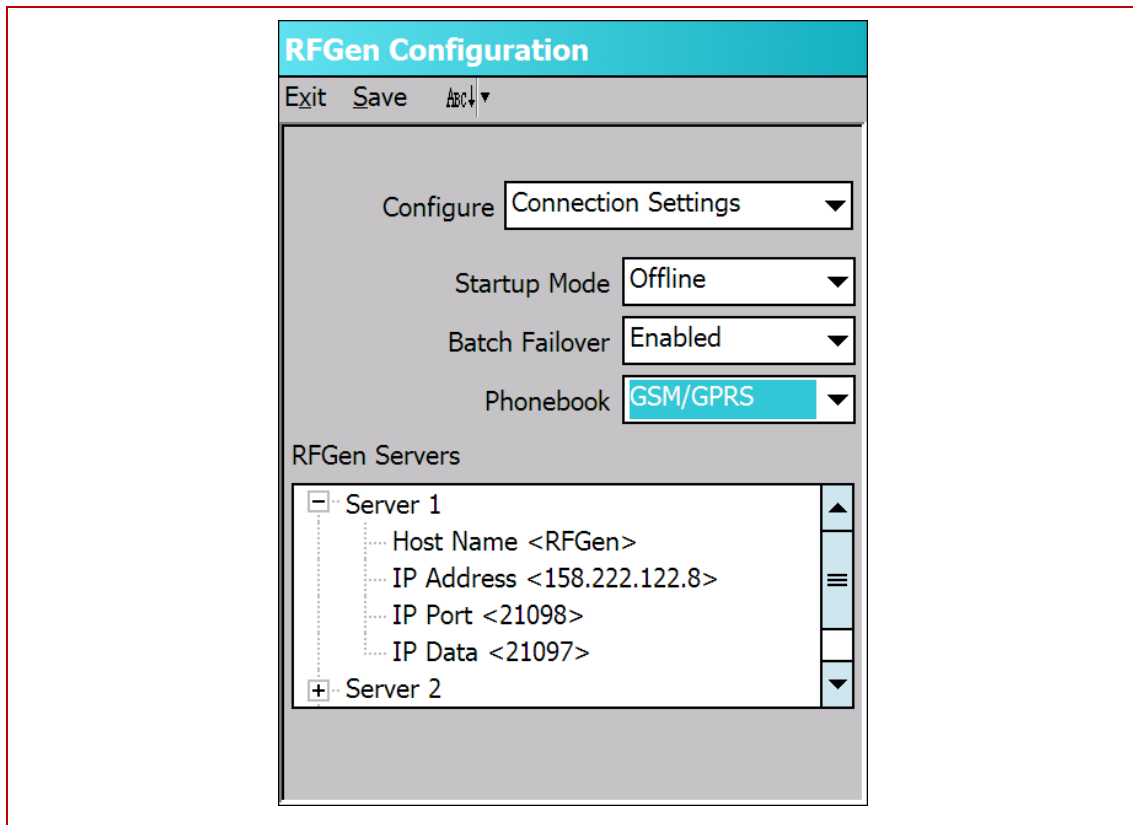 RFGen Configuration
Exit Save ABC
Configure Connection Settings
Startup Mode Offline
Batch Failover Enabled
Phonebook GSM/GPRS
RFGen Servers
Server 1
Host Name <RFGen>
IP Address <158.222.122.8>
IP Port <21098>
IP Data <21097>
Server 2